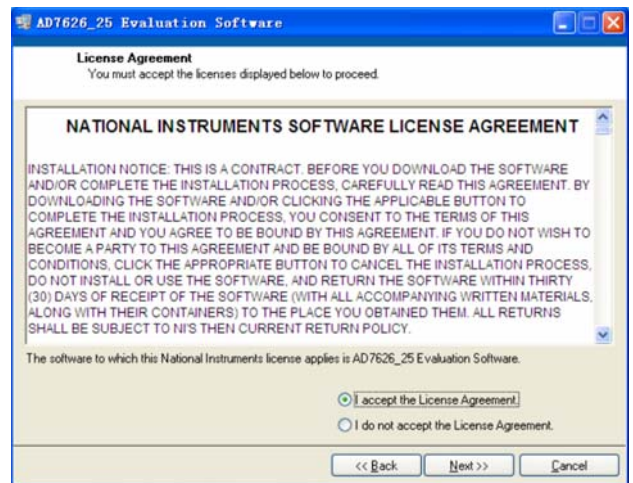 AD7626_25 Evaluation Software
License Agreement
You must accept the licenses displayed below to proceed.
NATIONAL INSTRUMENTS SOFTWARE LICENSE AGREEMENT
INSTALLATION NOTICE: THIS IS A CONTRACT. BEFORE YOU DOWNLOAD THE SOFTWARE
AND/OR COMPLETE THE INSTALLATION PROCESS, CAREFULLY READ THIS AGREEMENT. BY
DOWNLOADING THE SOFTWARE AND/OR CLICKING THE APPLICABLE BUTTON TO
COMPLETE THE INSTALLATION PROCESS, YOU CONSENT TO THE TERMS OF THIS
AGREEMENT AND YOU AGREE TO BE BOUND BY THIS AGREEMENT. IF YOU DO NOT WISH TO
BECOME A PARTY TO THIS AGREEMENT AND BE BOUND BY ALL OF ITS TERMS AND
CONDITIONS, CLICK THE APPROPRIATE BUTTON TO CANCEL THE INSTALLATION PROCESS,
DO NOT INSTALL OR USE THE SOFTWARE, AND RETURN THE SOFTWARE WITHIN THIRTY
(30) DAYS OF RECEIPT OF THE SOFTWARE (WITH ALL ACCOMPANYING WRITTEN MATERIALS,
ALONG WITH THEIR CONTAINERS) TO THE PLACE YOU OBTAINED THEM. ALL RETURNS
SHALL BE SUBJECT TO NI'S THEN CURRENT RETURN POLICY.
The software to which this National Instruments license applies is AD7626_25 Evaluation Software.
I accept the License Agreement.
I do not accept the License Agreement.
<< Back Next >> Cancel